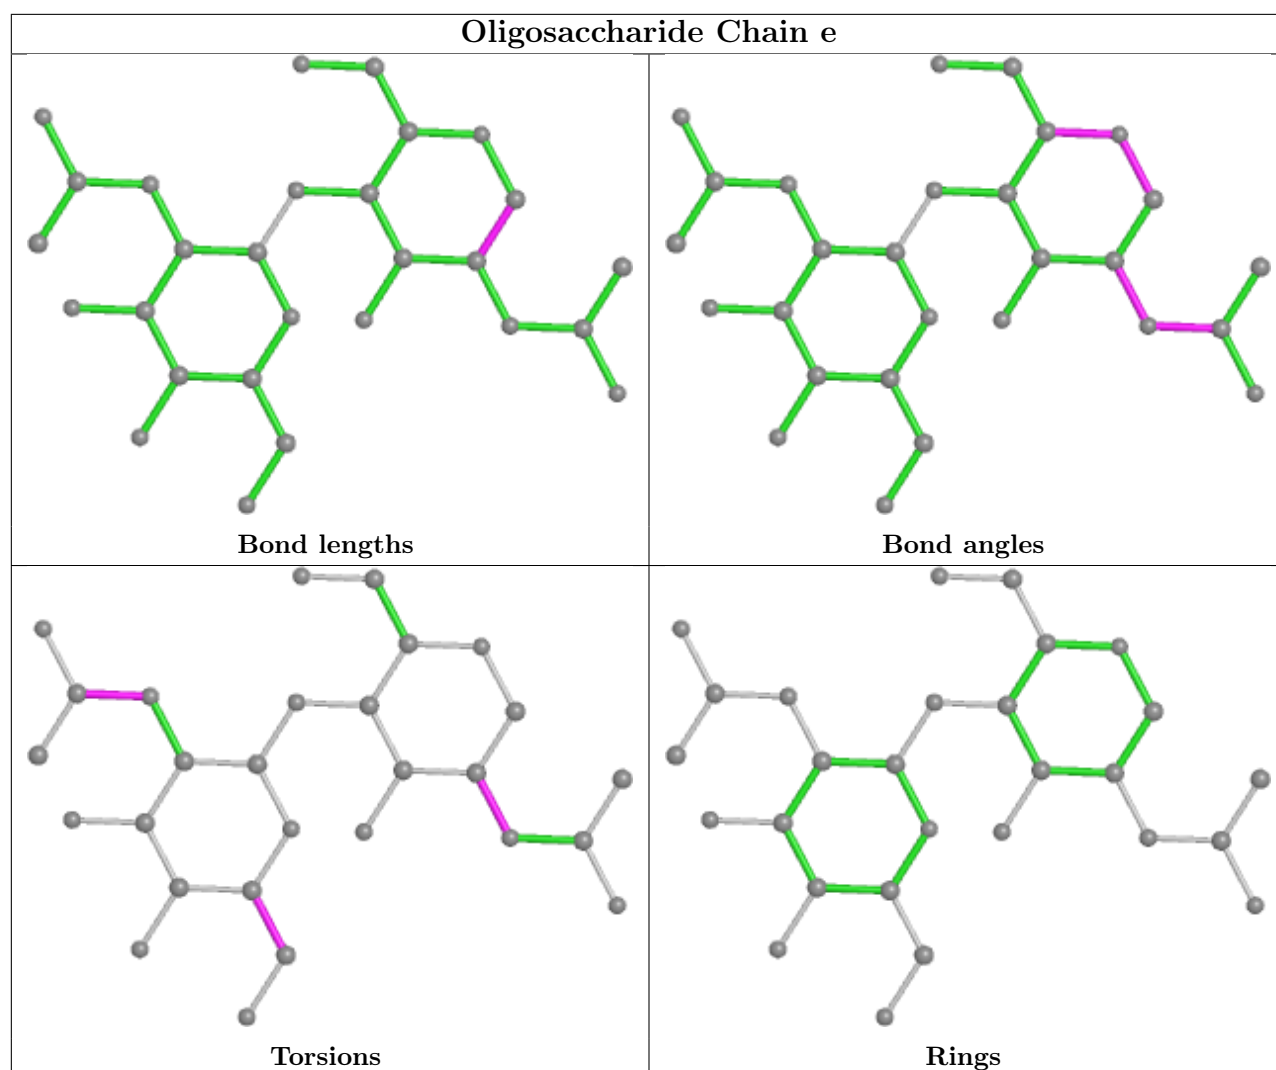 Oligosaccharide Chain e
Bond lengths
Bond angles
Torsions
Rings